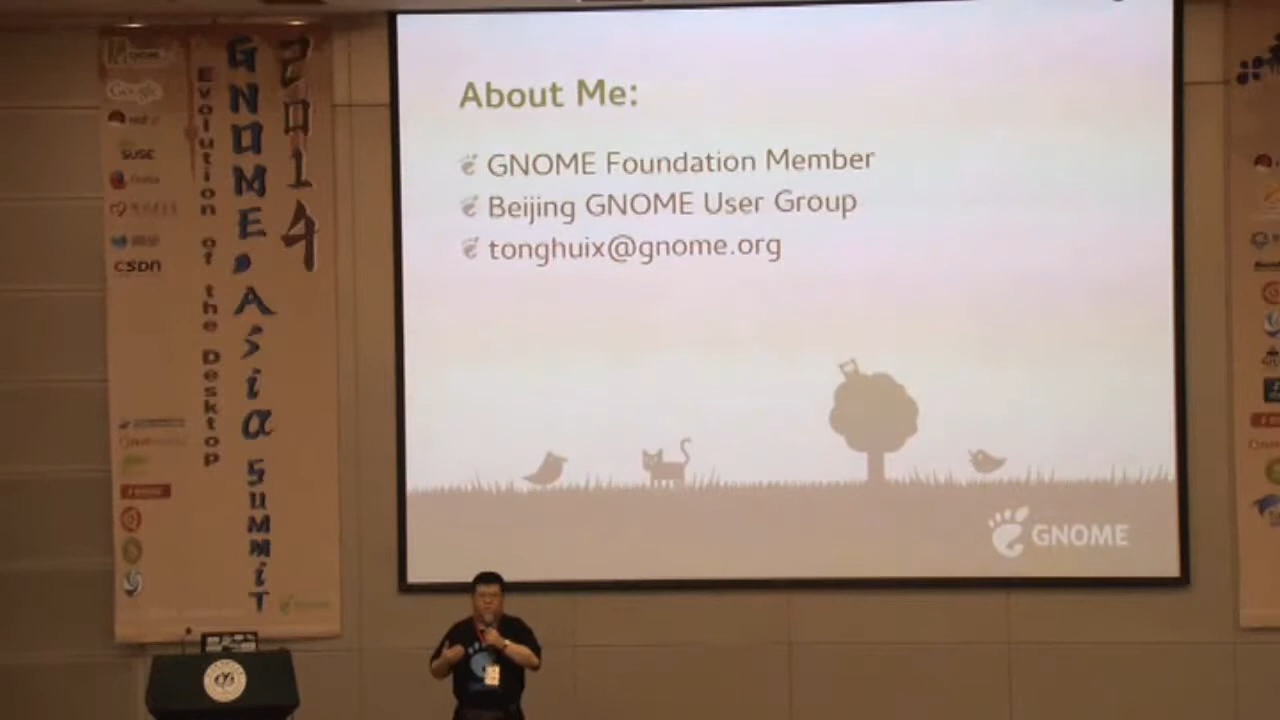 GNOME.Asia SUMMiT
2014
Evolution of the Desktop
Google
SUSE
CSDN
About Me:
GNOME Foundation Member
Beijing GNOME User Group
tonghuix@gnome.org
GNOME